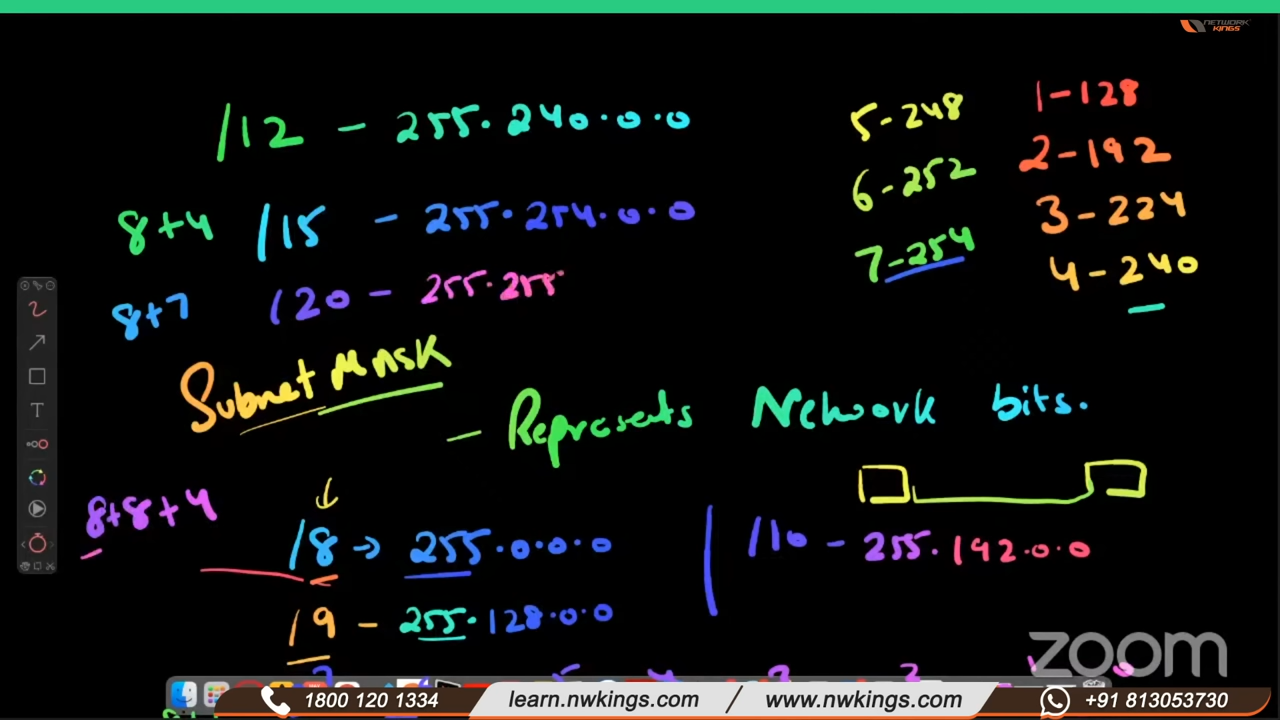 NETWORK
KINGS
/12 - 255.240.0.0
8+4 /15 - 255.254.0.0
8+7 /20 - 255.255
5-248
6-252
7-254
1-128
2-192
3-224
4-240
Subnet Mask
- Represents Network bits.
8+8+4
/8 → 255.0.0.0
/9 - 255.128.0.0
/10 - 255.192.0.0
T
zoom
1800 120 1334
learn.nwkings.com / www.nwkings.com
+91 813053730